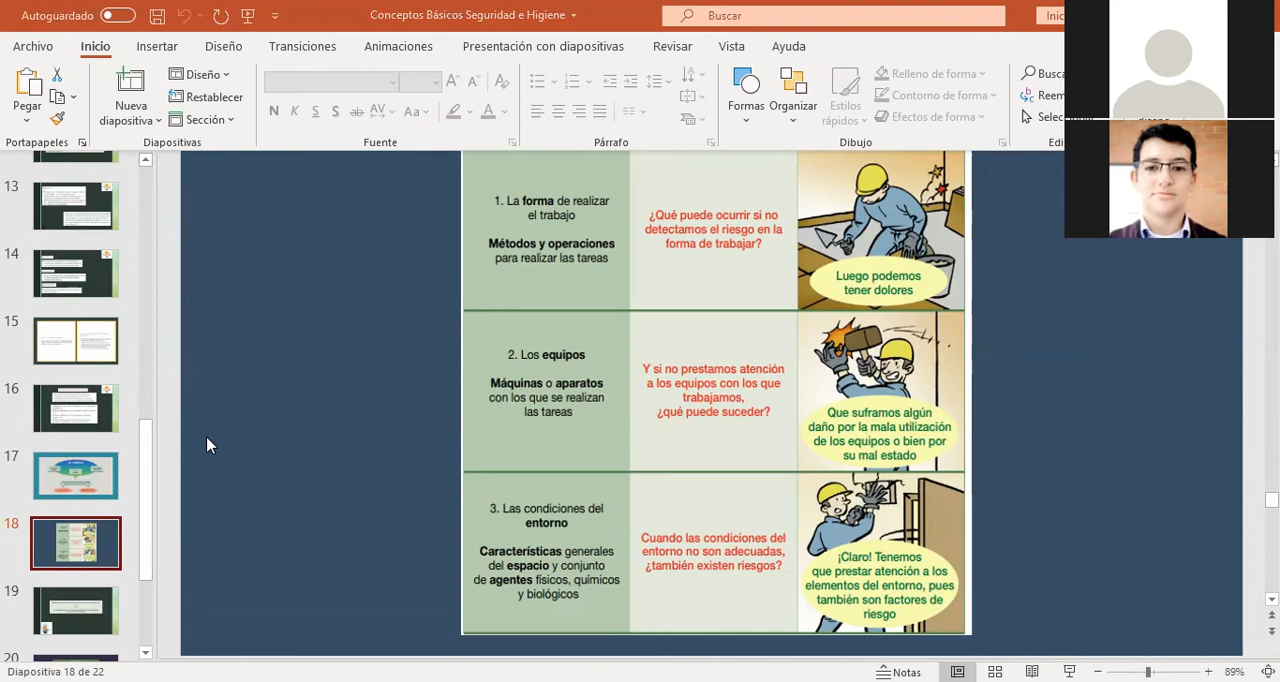 Autoguardado
Conceptos Básicos Seguridad e Higiene
Buscar
Inic
Archivo
Inicio
Insertar
Diseño
Transiciones
Animaciones
Presentación con diapositivas
Revisar
Vista
Ayuda
Pegar
Nueva
diapositiva
Diseño
Restablecer
Sección
N K S S ab AV Aa A
Formas
Organizar
Estilos
rápidos
Relleno de forma
Contorno de forma
Efectos de forma
Busca
Reem
Selecci
Portapapeles
Diapositivas
Fuente
Párrafo
Dibujo
Edi
13
14
15
16
17
18
19
20
1. La forma de realizar
el trabajo
Métodos y operaciones
para realizar las tareas
¿Qué puede ocurrir si no
detectamos el riesgo en la
forma de trabajar?
Luego podemos
tener dolores
2. Los equipos
Máquinas o aparatos
con los que se realizan
las tareas
Y si no prestamos atención
a los equipos con los que
trabajamos,
¿qué puede suceder?
Que suframos algún
daño por la mala utilización
de los equipos o bien por
su mal estado
3. Las condiciones del
entorno
Características generales
del espacio y conjunto
de agentes físicos, químicos
y biológicos
Cuando las condiciones del
entorno no son adecuadas,
¿también existen riesgos?
¡Claro! Tenemos
que prestar atención a los
elementos del entorno, pues
también son factores de
riesgo
Diapositiva 18 de 22
Notas
89%